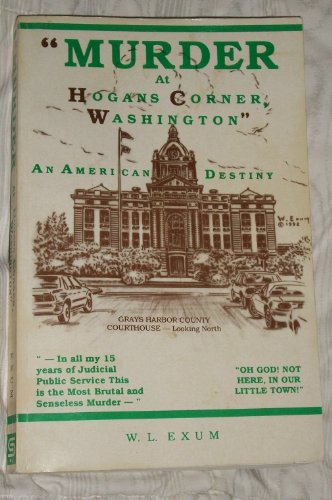 "MURDER
At
HOGANS CORNER,
WASHINGTON"
AN AMERICAN DESTINY
W. Exum
© 1992
GRAYS HARBOR COUNTY
COURTHOUSE — Looking North
" — In all my 15
years of Judicial
Public Service This
is the Most Brutal and
Senseless Murder — "
"OH GOD! NOT
HERE, IN OUR
LITTLE TOWN!"
W. L. EXUM
EXUM